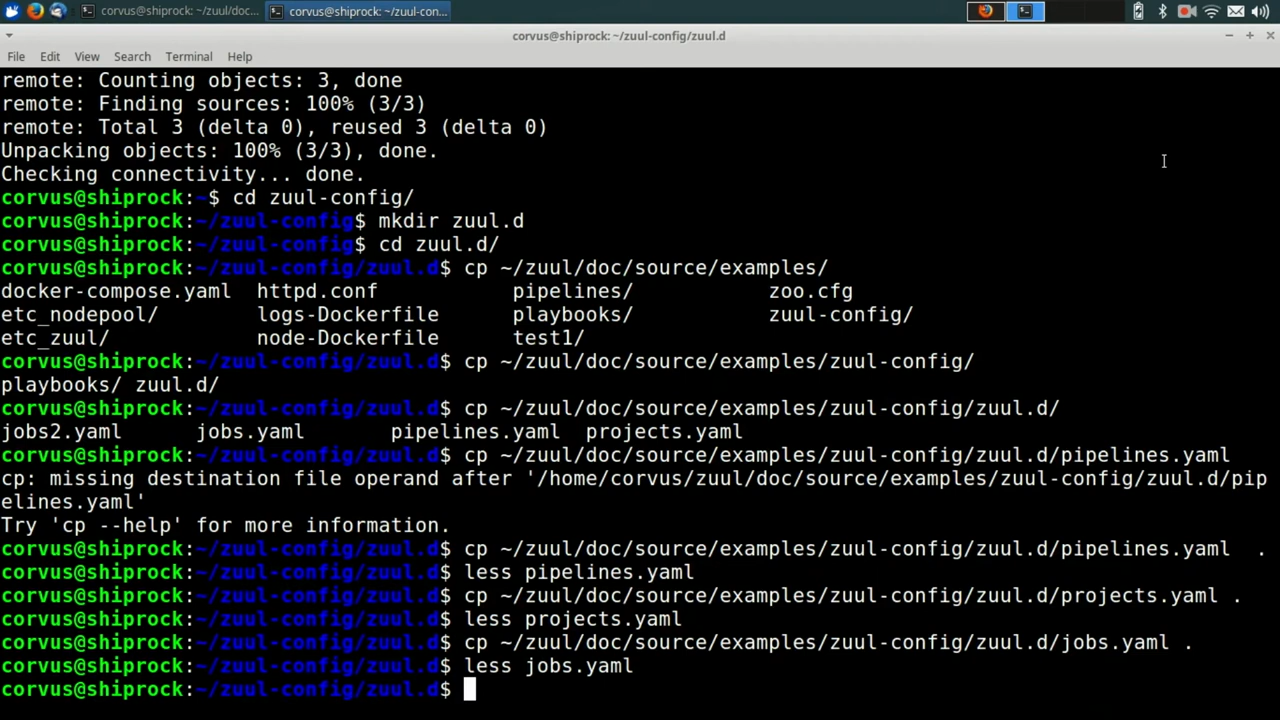 corvus@shiprock: ~/zuul/doc...
corvus@shiprock: ~/zuul-con...
corvus@shiprock: ~/zuul-config/zuul.d
File Edit View Search Terminal Help
remote: Counting objects: 3, done
remote: Finding sources: 100% (3/3)
remote: Total 3 (delta 0), reused 3 (delta 0)
Unpacking objects: 100% (3/3), done.
Checking connectivity... done.
corvus@shiprock:~$ cd zuul-config/
corvus@shiprock:~/zuul-config$ mkdir zuul.d
corvus@shiprock:~/zuul-config$ cd zuul.d/
corvus@shiprock:~/zuul-config/zuul.d$ cp ~/zuul/doc/source/examples/
docker-compose.yaml httpd.conf pipelines/ zoo.cfg
etc_nodepool/ logs-Dockerfile playbooks/ zuul-config/
etc_zuul/ node-Dockerfile test1/
corvus@shiprock:~/zuul-config/zuul.d$ cp ~/zuul/doc/source/examples/zuul-config/
playbooks/ zuul.d/
corvus@shiprock:~/zuul-config/zuul.d$ cp ~/zuul/doc/source/examples/zuul-config/zuul.d/
jobs2.yaml jobs.yaml pipelines.yaml projects.yaml
corvus@shiprock:~/zuul-config/zuul.d$ cp ~/zuul/doc/source/examples/zuul-config/zuul.d/pipelines.yaml
cp: missing destination file operand after '/home/corvus/zuul/doc/source/examples/zuul-config/zuul.d/pip
elines.yaml'
Try 'cp --help' for more information.
corvus@shiprock:~/zuul-config/zuul.d$ cp ~/zuul/doc/source/examples/zuul-config/zuul.d/pipelines.yaml .
corvus@shiprock:~/zuul-config/zuul.d$ less pipelines.yaml
corvus@shiprock:~/zuul-config/zuul.d$ cp ~/zuul/doc/source/examples/zuul-config/zuul.d/projects.yaml .
corvus@shiprock:~/zuul-config/zuul.d$ less projects.yaml
corvus@shiprock:~/zuul-config/zuul.d$ cp ~/zuul/doc/source/examples/zuul-config/zuul.d/jobs.yaml .
corvus@shiprock:~/zuul-config/zuul.d$ less jobs.yaml
corvus@shiprock:~/zuul-config/zuul.d$